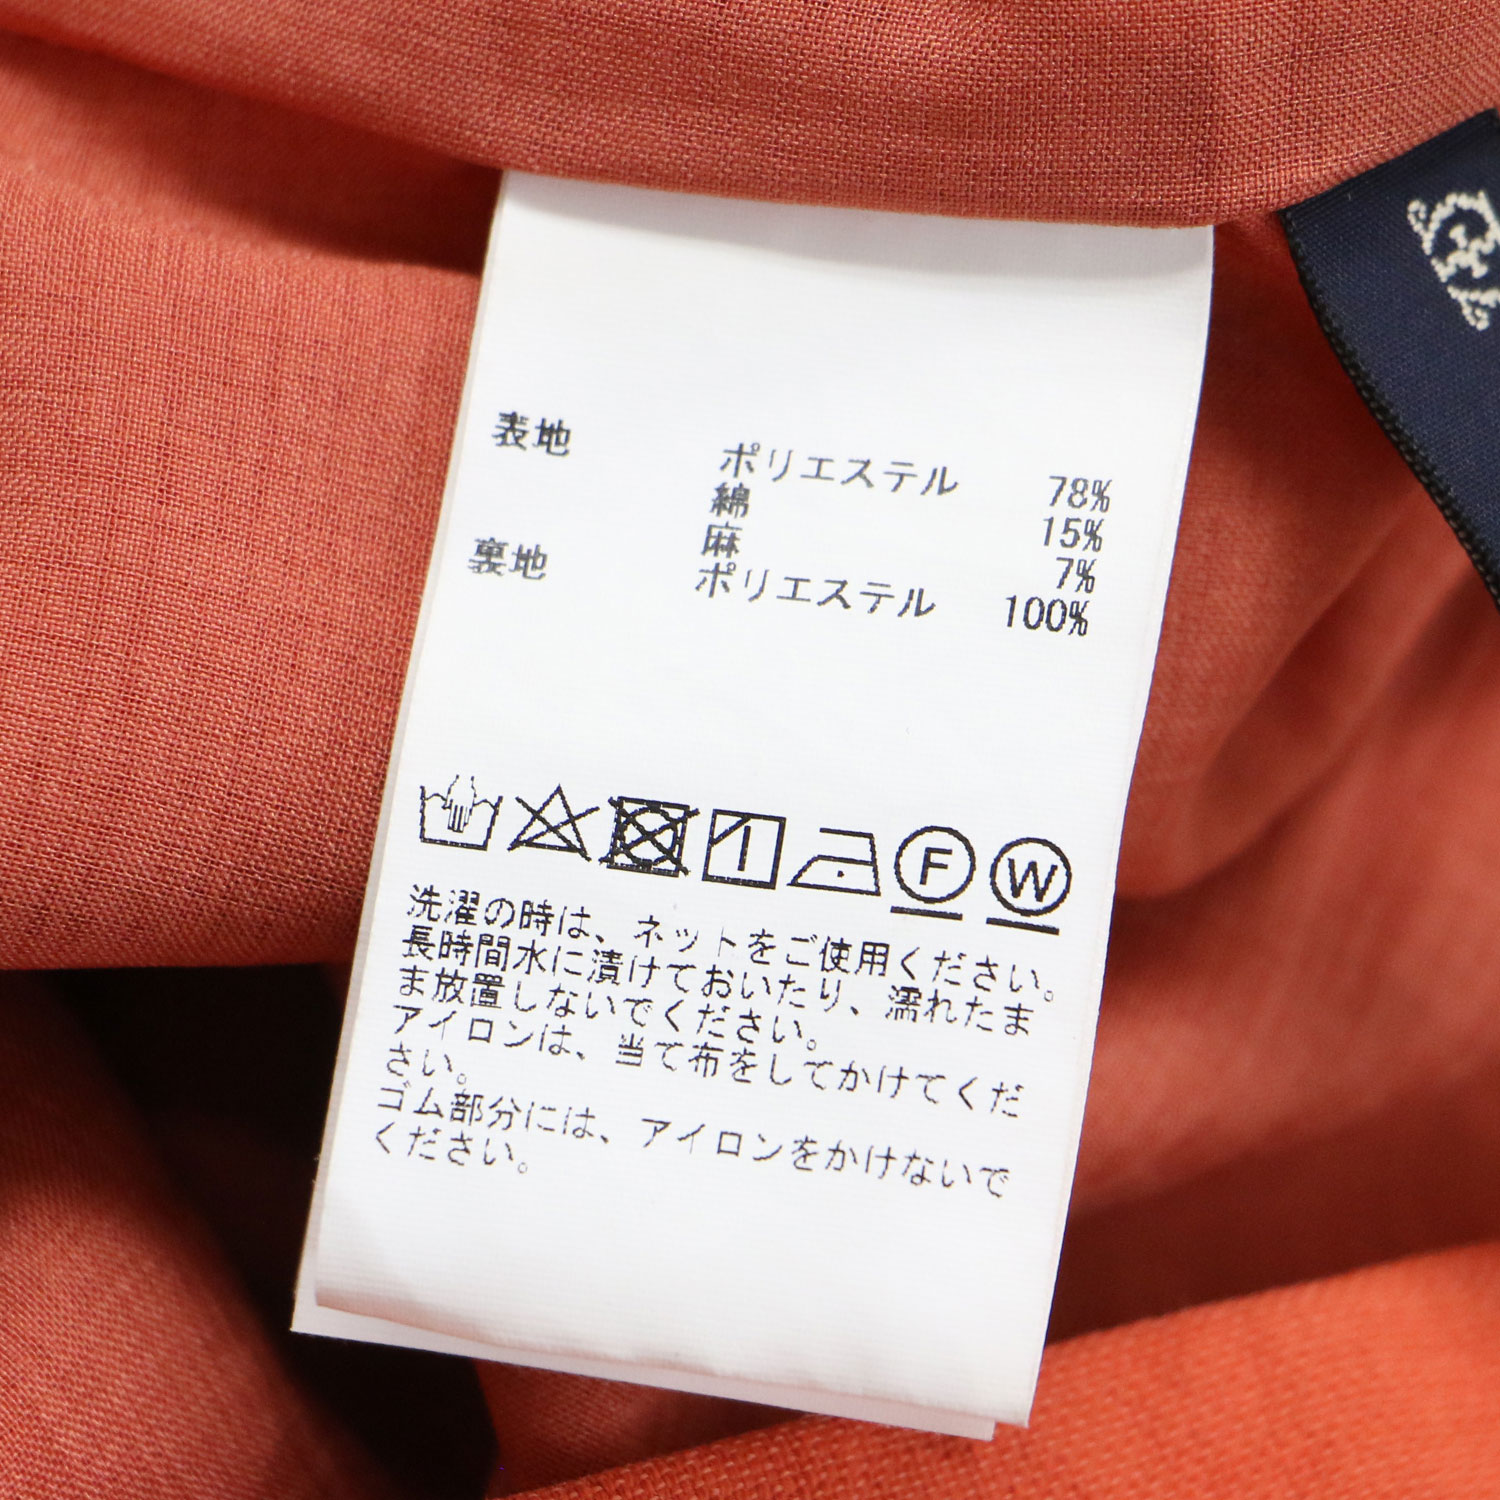 表地 ポリエステル 78%
綿 15%
麻 7%
裏地 ポリエステル 100%
F W
洗濯の時は、ネットをご使用ください。
長時間水に漬けておいたり、濡れたま
ま放置しないでください。
アイロンは、当て布をしてかけてくだ
さい。
ゴム部分には、アイロンをかけないで
ください。